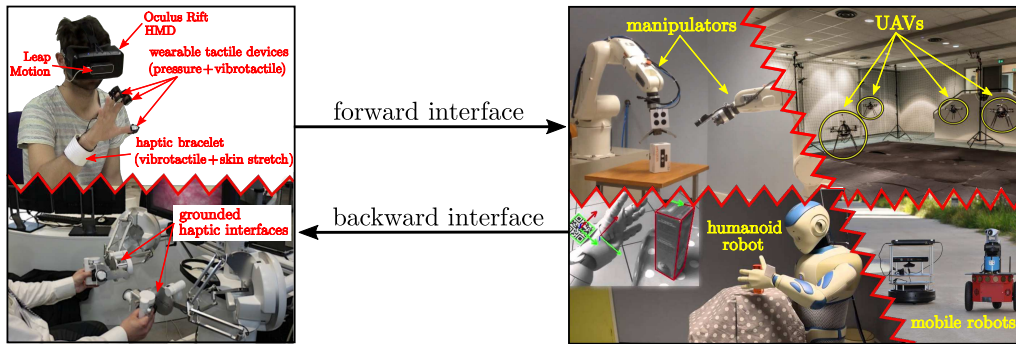 Oculus Rift
HMD
Leap
Motion
wearable tactile devices
(pressure+vibrotactile)
haptic bracelet
(vibrotactile+skin stretch)
grounded
haptic interfaces
forward interface
backward interface
manipulators
UAVs
humanoid
robot
mobile robots